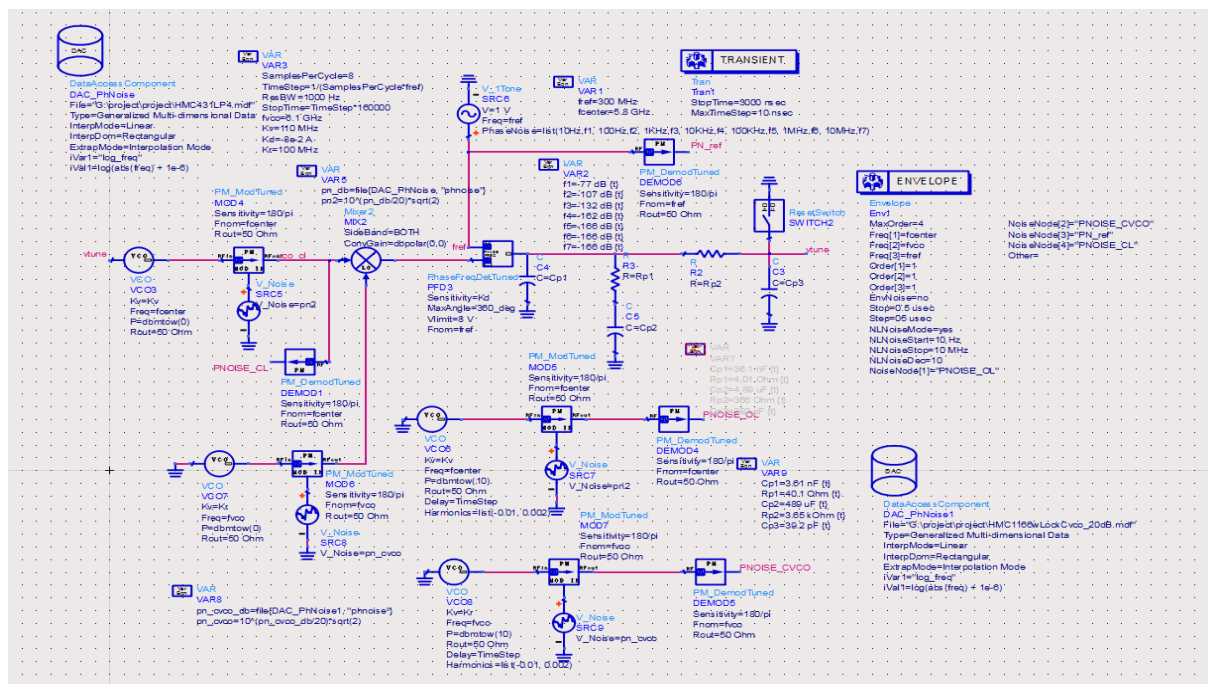 DAC
DataAccessComponent
DAC_PhNoise
File="G:\project\project\HMC431LP4.mdf"
Type=Generalized Multi-dimensional Data
InterpMode=Linear
InterpDom=Rectangular
ExtrapMode=Interpolation Mode
iVar1="log_freq"
iVal1=log(abs(freq) + 1e-6)
VAR
VAR3
SamplesPerCycle=8
TimeStep=1/(SamplesPerCycle*fref)
ResBW=1000 Hz
StopTime=TimeStep*160000
fvco=6.1 GHz
Kv=110 MHz
Kd=-8e-2 A
Kr=100 MHz
V_1Tone
SRC6
V=1 V
Freq=fref
PhaseNoise=list(10Hz,f1, 100Hz,f2, 1KHz,f3, 10KHz,f4, 100KHz,f5, 1MHz,f6, 10MHz,f7)
VAR
VAR1
fref=300 MHz
fcenter=5.8 GHz
TRANSIENT
Tran
Tran1
StopTime=3000 nsec
MaxTimeStep=10 nsec
PN_ref
PM_DemodTuned
DEMOD6
Sensitivity=180/pi
Fnom=fref
Rout=50 Ohm
VAR
VAR2
f1=-77 dB {t}
f2=-107 dB {t}
f3=-132 dB {t}
f4=-152 dB {t}
f5=-166 dB {t}
f6=-166 dB {t}
f7=-166 dB {t}
VAR
VAR5
pn_db=file{DAC_PhNoise, "phnoise"}
pn2=10^(pn_db/20)*sqrt(2)
PM_ModTuned
MOD4
Sensitivity=180/pi
Fnom=fcenter
Rout=50 Ohm
Mixer2
MIX2
SideBand=BOTH
ConvGain=dbpolar(0,0)
fref
vtune
VCO
VCO3
Kv=Kv
Freq=fcenter
P=dbmtow(0)
Rout=50 Ohm
V_Noise
SRC5
V_Noise=pn2
PhaseFreqDetTuned
PFD3
Sensitivity=Kd
MaxAngle=360_deg
Vlimit=8 V
Fnom=fref
C
C4
C=Cp1
R
R3
R=Rp1
C
C5
C=Cp2
R
R2
R=Rp2
ResetSwitch
SWITCH2
vtune
C
C3
C=Cp3
ENVELOPE
Envelope
Env1
MaxOrder=4
Freq[1]=fcenter
Freq[2]=fvco
Freq[3]=fref
Order[1]=1
Order[2]=1
Order[3]=1
EnvNoise=no
Stop=0.5 usec
Step=05 usec
NLNoiseMode=yes
NLNoiseStart=10 Hz
NLNoiseStop=10 MHz
NLNoiseDec=10
NoiseNode[1]="PNOISE_OL"
NoiseNode[2]="PNOISE_CVCO"
NoiseNode[3]="PN_ref"
NoiseNode[4]="PNOISE_CL"
Other=
PNOISE_CL
PM_DemodTuned
DEMOD1
Sensitivity=180/pi
Fnom=fcenter
Rout=50 Ohm
PM_ModTuned
MOD5
Sensitivity=180/pi
Fnom=fcenter
Rout=50 Ohm
VAR
VAR7
Cp1=36.1 nF {t}
Rp1=4.01 Ohm {t}
Cp2=4.89 uF {t}
Rp2=366 Ohm {t}
PNOISE_OL
VCO
VCO6
Kv=Kv
Freq=fcenter
P=dbmtow(10)
Rout=50 Ohm
Delay=TimeStep
Harmonics=list(-0.01, 0.002)
V_Noise
SRC7
V_Noise=pn2
PM_DemodTuned
DEMOD4
Sensitivity=180/pi
Fnom=fcenter
Rout=50 Ohm
VAR
VAR9
Cp1=3.61 nF {t}
Rp1=40.1 Ohm {t}
Cp2=489 uF {t}
Rp2=3.65 kOhm {t}
Cp3=39.2 pF {t}
VCO
VCO7
Kv=Kr
Freq=fvco
P=dbmtow(0)
Rout=50 Ohm
PM_ModTuned
MOD6
Sensitivity=180/pi
Fnom=fvco
Rout=50 Ohm
V_Noise
SRC8
V_Noise=pn_cvco
PM_ModTuned
MOD7
Sensitivity=180/pi
Fnom=fvco
Rout=50 Ohm
DAC
DataAccessComponent
DAC_PhNoise1
File="G:\project\project\HMC1166wLockCvco_20dB.mdf"
Type=Generalized Multi-dimensional Data
InterpMode=Linear
InterpDom=Rectangular
ExtrapMode=Interpolation Mode
iVar1="log_freq"
iVal1=log(abs(freq) + 1e-6)
VAR
VAR8
pn_cvco_db=file{DAC_PhNoise1, "phnoise"}
pn_cvco=10^(pn_cvco_db/20)*sqrt(2)
VCO
VCO8
Kv=Kr
Freq=fvco
P=dbmtow(10)
Rout=50 Ohm
Delay=TimeStep
Harmonics=list(-0.01, 0.002)
V_Noise
SRC9
V_Noise=pn_cvco
PNOISE_CVCO
PM_DemodTuned
DEMOD5
Sensitivity=180/pi
Fnom=fvco
Rout=50 Ohm